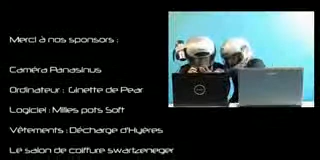 Merci à nos sponsors :
Caméra Panasinus
Ordinateur : Ginette de Pear
Logiciel : Milles pots Soft
Vêtements : Décharge d'Hyères
Le salon de coiffure swartzeneger